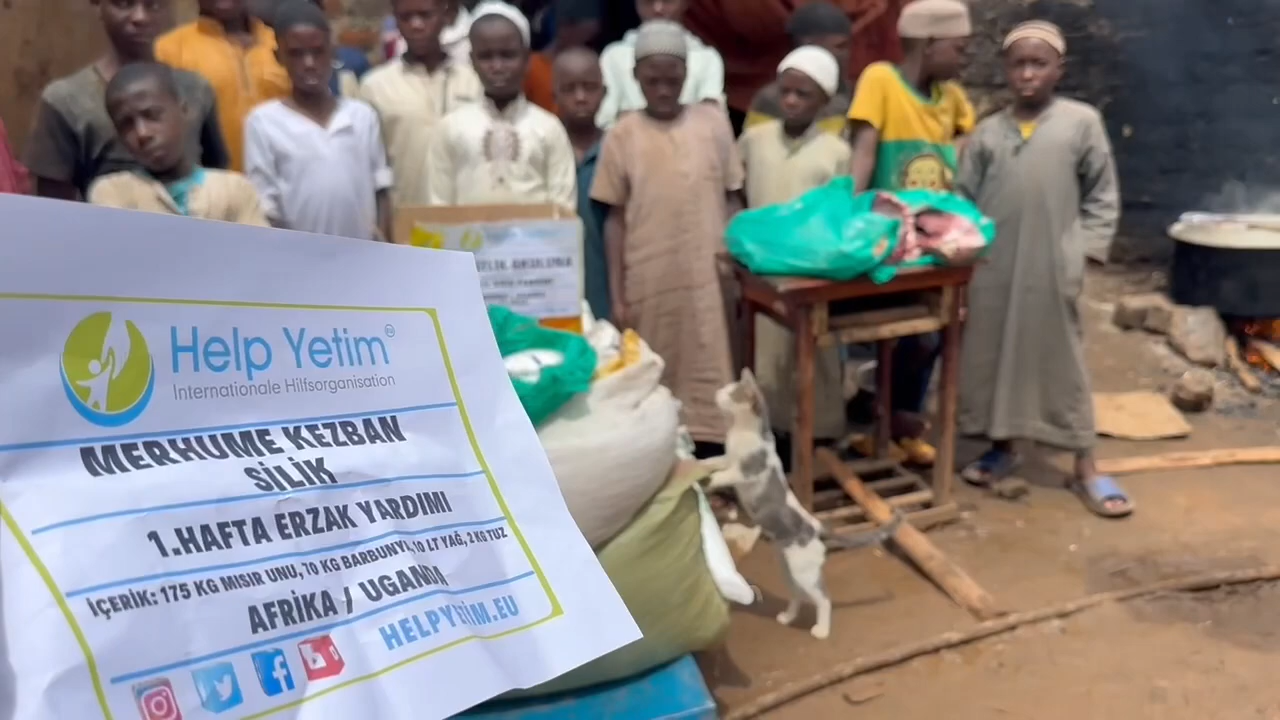 Help Yetim
Internationale Hilfsorganisation
MERHUME KEZBAN
SİLİK
1.HAFTA ERZAK YARDIMI
İÇERİK: 175 KG MISIR UNU, 70 KG BARBUNYA, 10 LT YAĞ, 2 KG TUZ
AFRİKA / UGANDA
HELPYETİM.EU